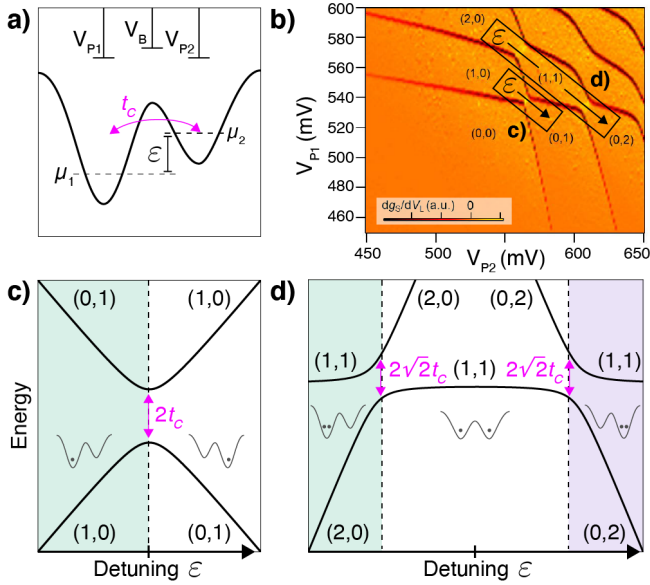 a)
V_P1
V_B
V_P2
t_c
μ_1
μ_2
ε
b)
V_P1 (mV)
600
580
560
540
520
500
480
460
(2,0)
ε
(1,0)
(1,1)
d)
ε
(0,0)
c)
(0,1)
(0,2)
dg_S/dV_L (a.u.) 0
450 500 550 600 650
V_P2 (mV)
c)
Energy
(0,1) (1,0)
2t_c
(1,0) (0,1)
Detuning ε
d)
(2,0) (0,2)
(1,1) 2√2t_c (1,1) 2√2t_c (1,1)
(2,0) (0,2)
Detuning ε